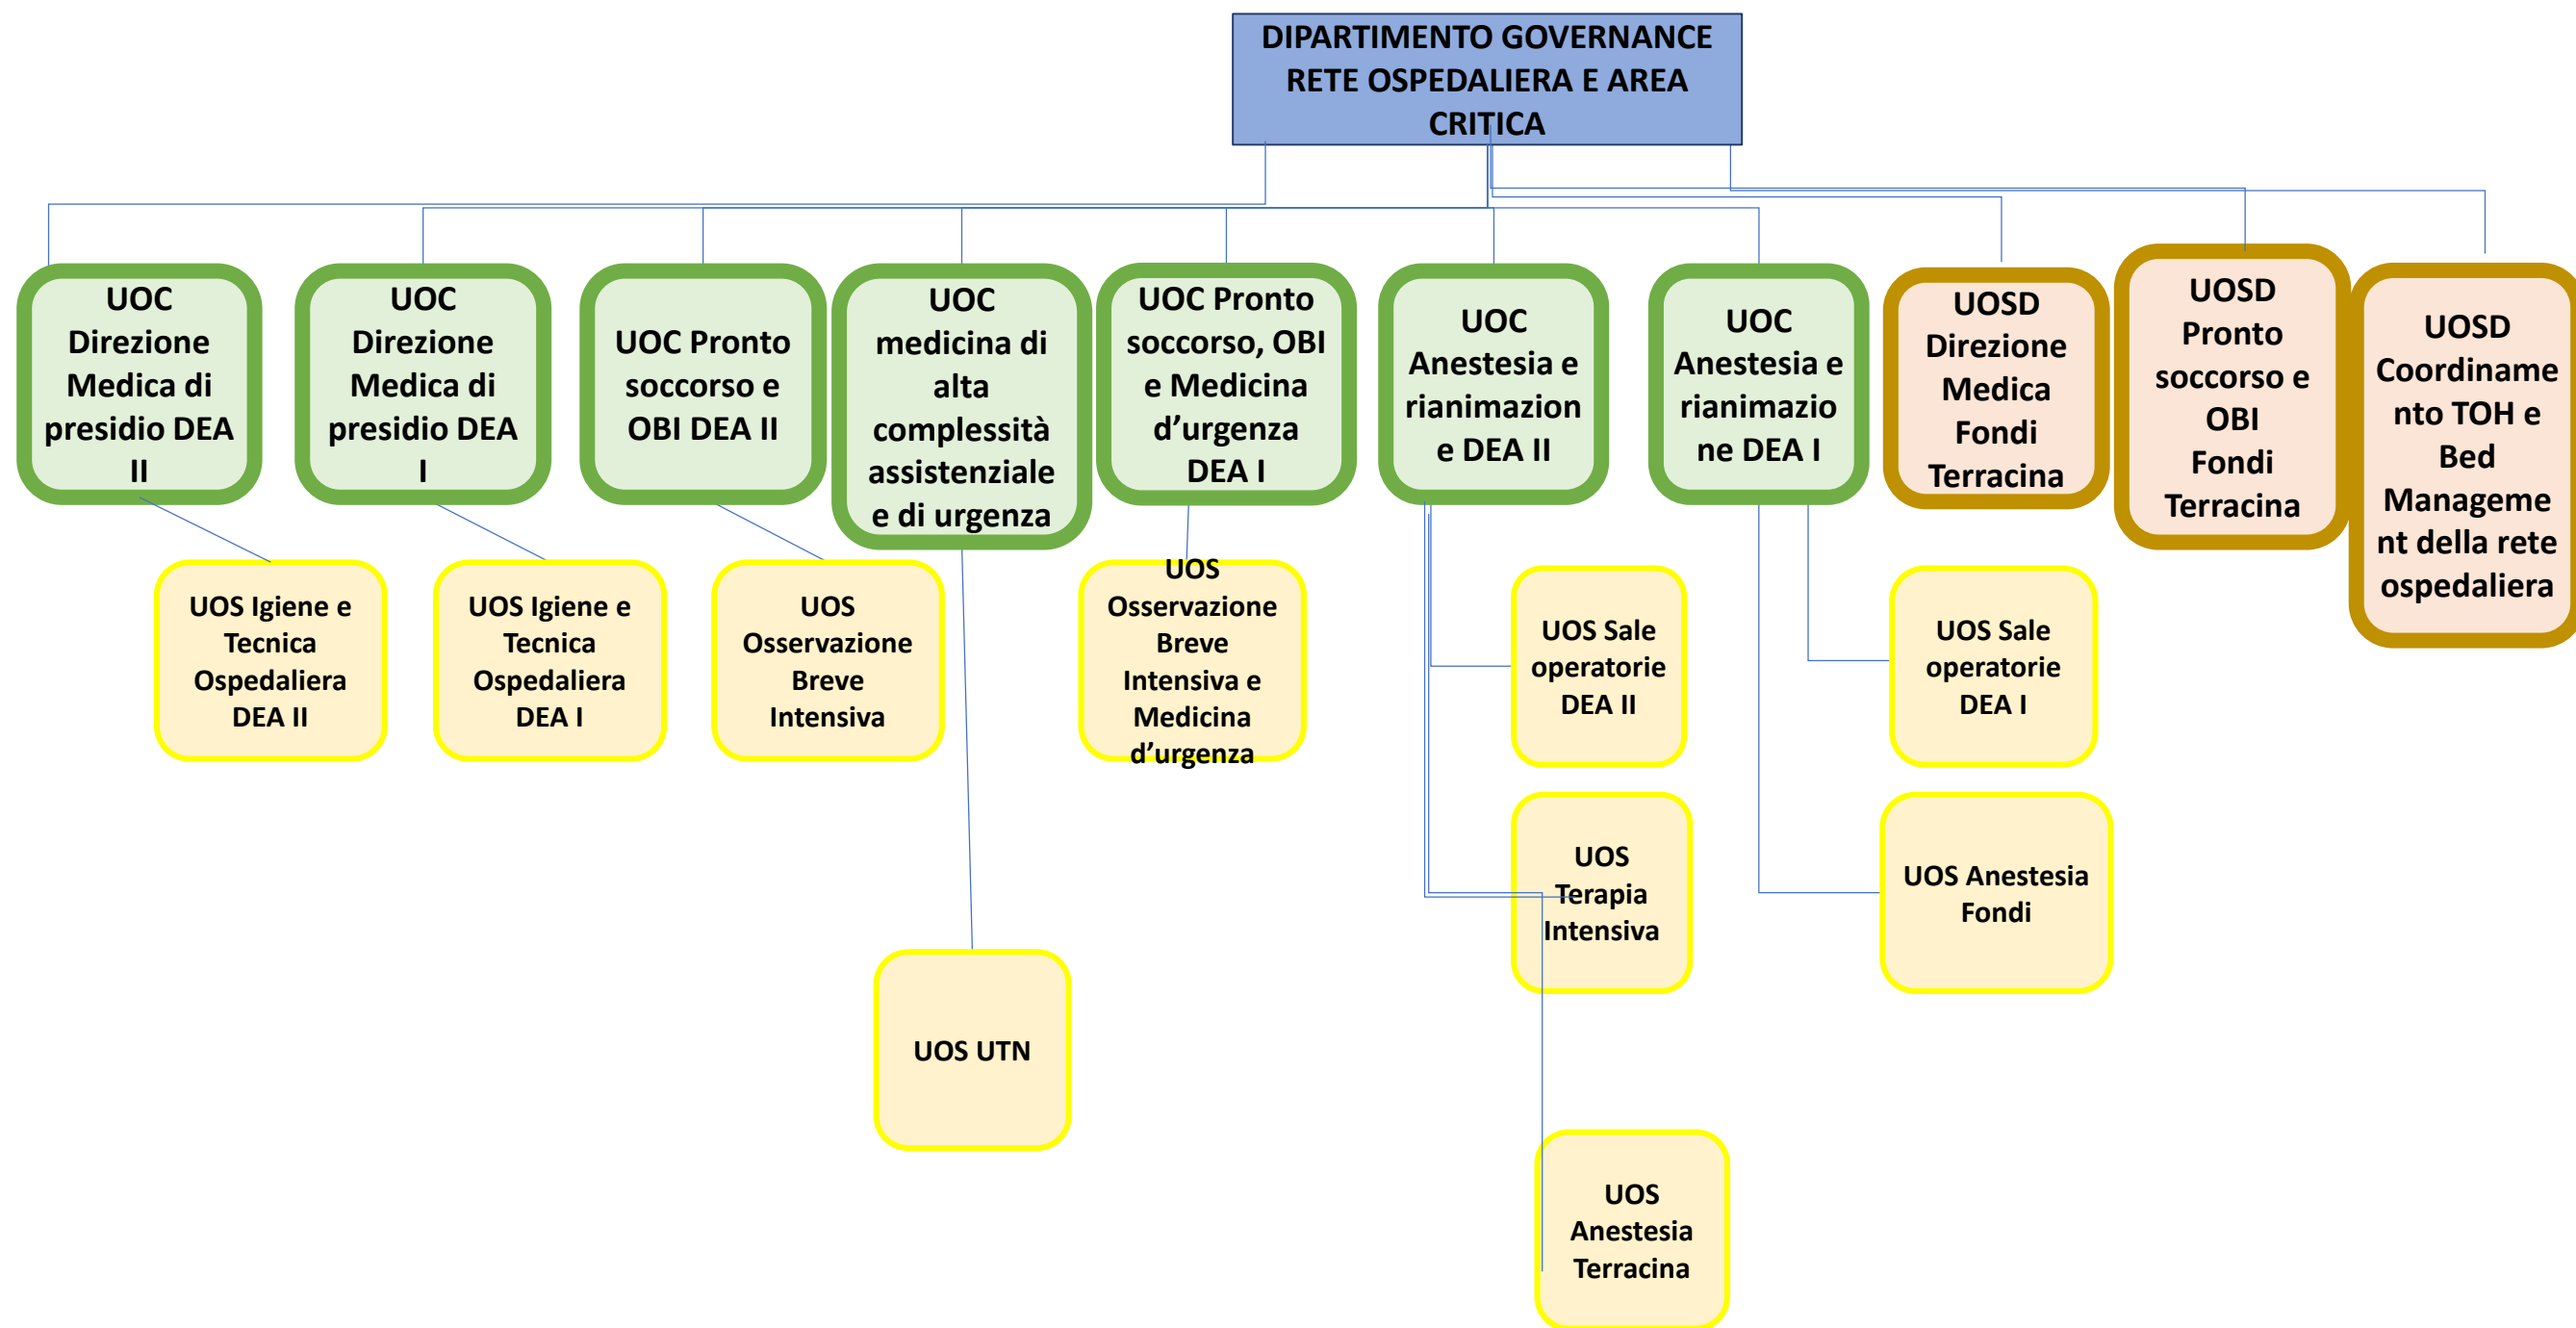 DIPARTIMENTO GOVERNANCE
RETE OSPEDALIERA E AREA
CRITICA
UOC
Direzione
Medica di
presidio DEA
II
UOC
Direzione
Medica di
presidio DEA
I
UOC Pronto
soccorso e
OBI DEA II
UOC
medicina di
alta
complessità
assistenziale
e di urgenza
UOC Pronto
soccorso, OBI
e Medicina
d’urgenza
DEA I
UOC
Anestesia e
rianimazion
e DEA II
UOC
Anestesia e
rianimazio
ne DEA I
UOSD
Direzione
Medica
Fondi
Terracina
UOSD
Pronto
soccorso e
OBI
Fondi
Terracina
UOSD
Coordiname
nto TOH e
Bed
Manageme
nt della rete
ospedaliera
UOS Igiene e
Tecnica
Ospedaliera
DEA II
UOS Igiene e
Tecnica
Ospedaliera
DEA I
UOS
Osservazione
Breve
Intensiva
UOS
Osservazione
Breve
Intensiva e
Medicina
d’urgenza
UOS Sale
operatorie
DEA II
UOS Sale
operatorie
DEA I
UOS
Terapia
Intensiva
UOS Anestesia
Fondi
UOS UTN
UOS
Anestesia
Terracina